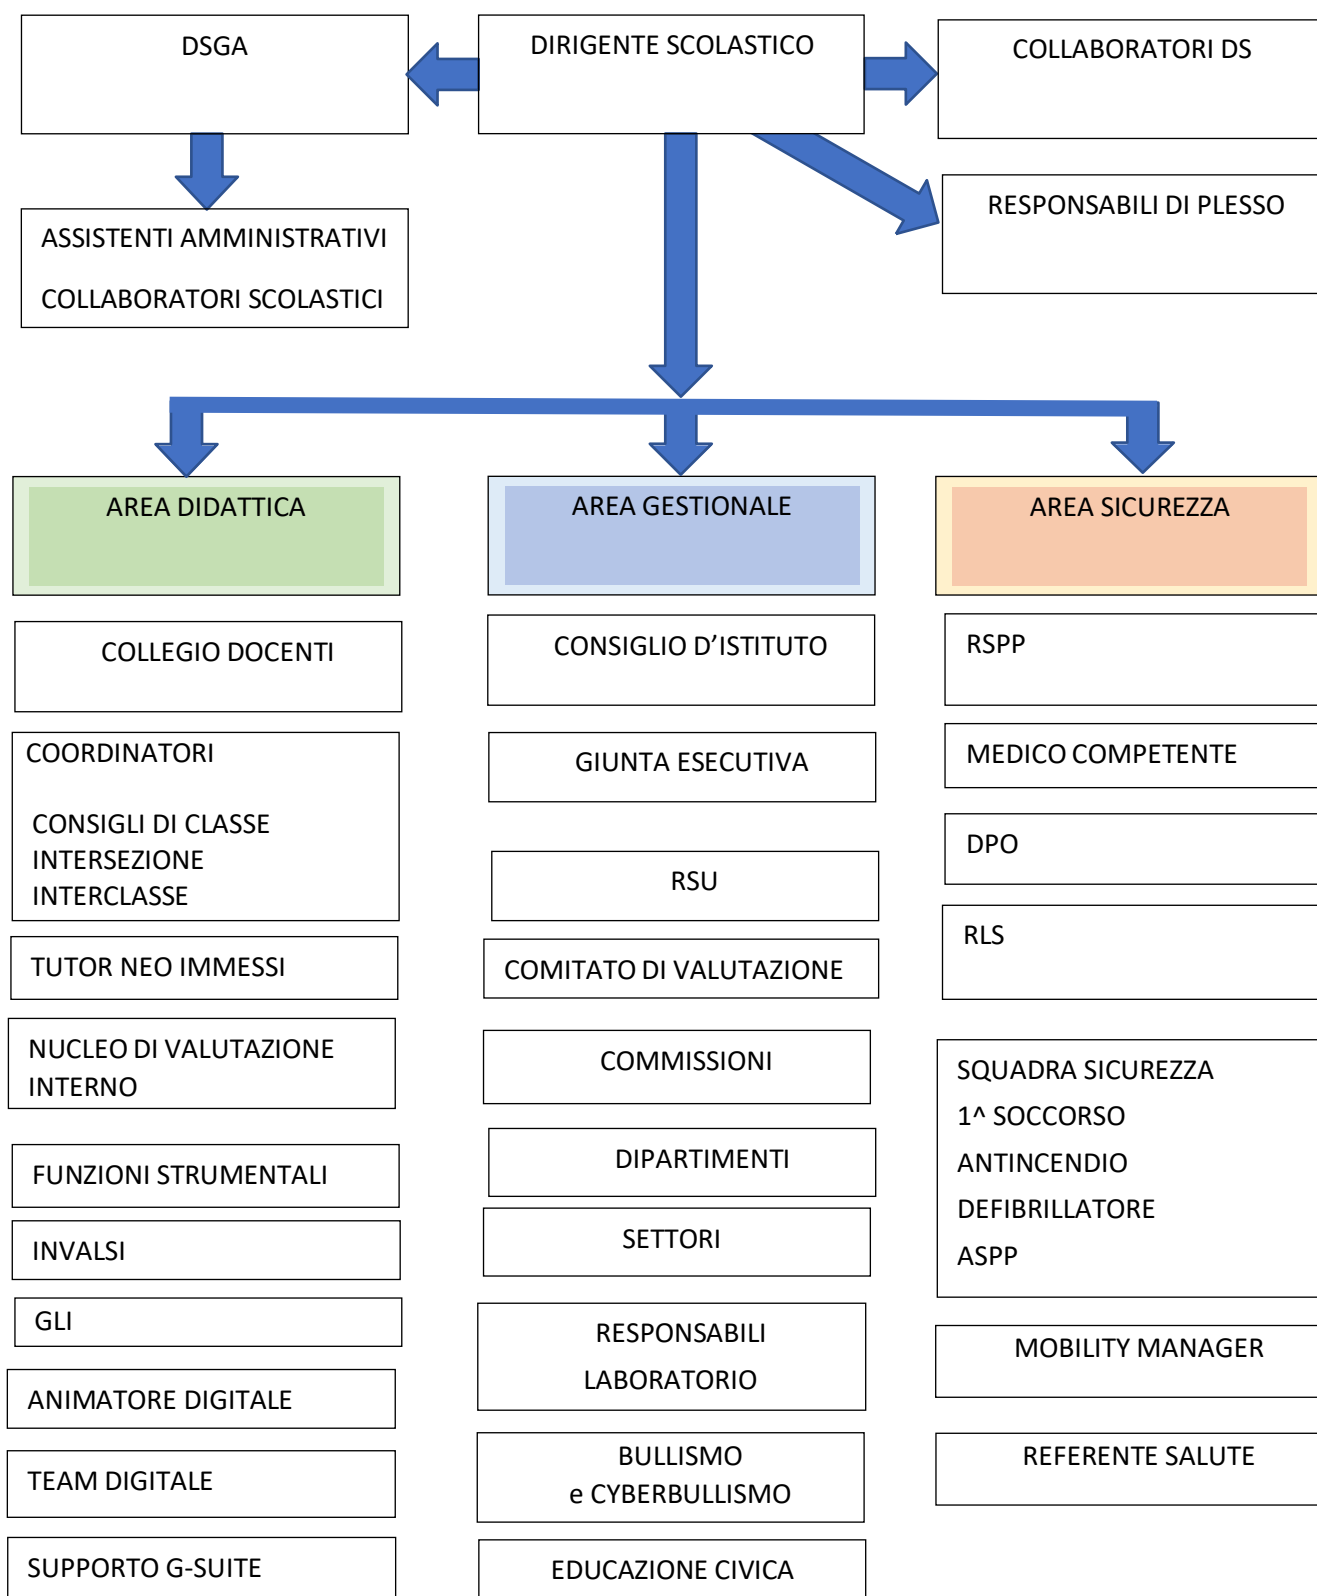 DSGA
DIRIGENTE SCOLASTICO
COLLABORATORI DS
RESPONSABILI DI PLESSO
ASSISTENTI AMMINISTRATIVI
COLLABORATORI SCOLASTICI
AREA DIDATTICA
AREA GESTIONALE
AREA SICUREZZA
COLLEGIO DOCENTI
COORDINATORI
CONSIGLI DI CLASSE
INTERSEZIONE
INTERCLASSE
TUTOR NEO IMMESSI
NUCLEO DI VALUTAZIONE
INTERNO
FUNZIONI STRUMENTALI
INVALSI
GLI
ANIMATORE DIGITALE
TEAM DIGITALE
SUPPORTO G-SUITE
CONSIGLIO D’ISTITUTO
GIUNTA ESECUTIVA
RSU
COMITATO DI VALUTAZIONE
COMMISSIONI
DIPARTIMENTI
SETTORI
RESPONSABILI
LABORATORIO
BULLISMO
e CYBERBULLISMO
EDUCAZIONE CIVICA
RSPP
MEDICO COMPETENTE
DPO
RLS
SQUADRA SICUREZZA
1^ SOCCORSO
ANTINCENDIO
DEFIBRILLATORE
ASPP
MOBILITY MANAGER
REFERENTE SALUTE